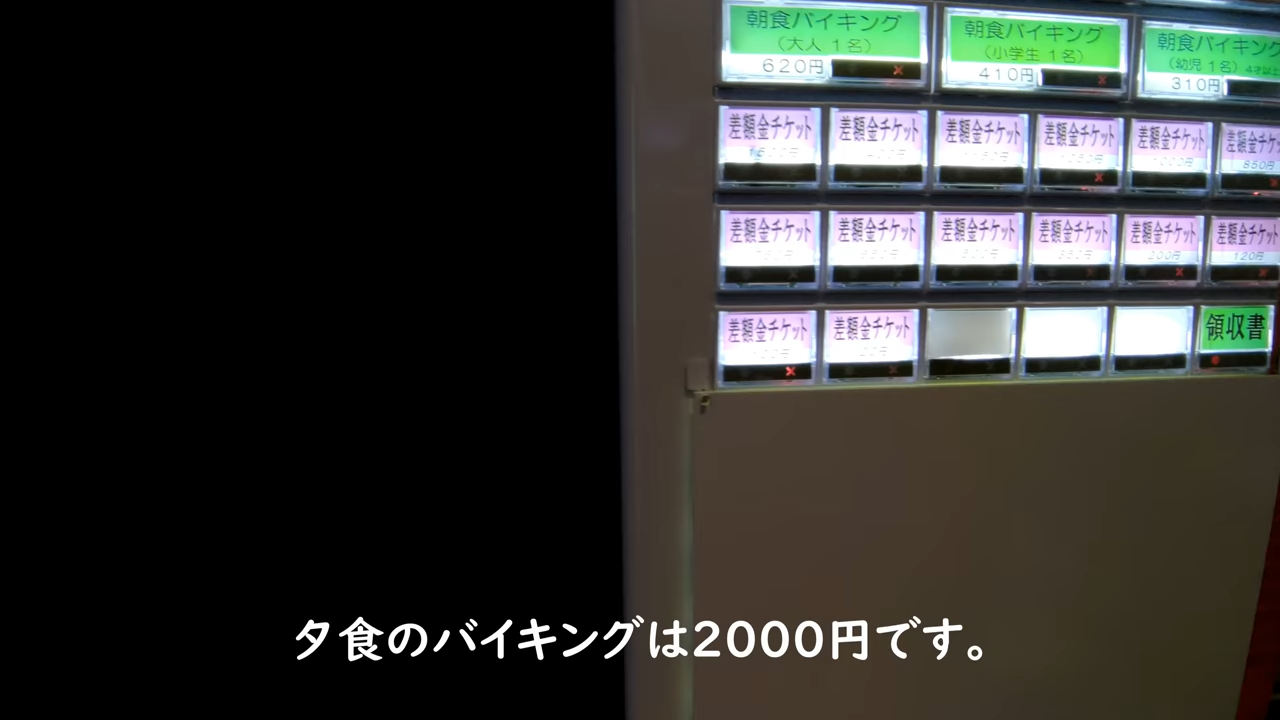 朝食バイキング
(大人 1名)
620円
朝食バイキング
(小学生 1名)
410円
朝食バイキング
(幼児 1名) 4才以上
310円
差額金チケット
差額金チケット
差額金チケット
差額金チケット
差額金チケット
差額金チケット
850円
差額金チケット
差額金チケット
差額金チケット
差額金チケット
差額金チケット
200円
差額金チケット
120円
差額金チケット
差額金チケット
領収書
夕食のバイキングは2000円です。